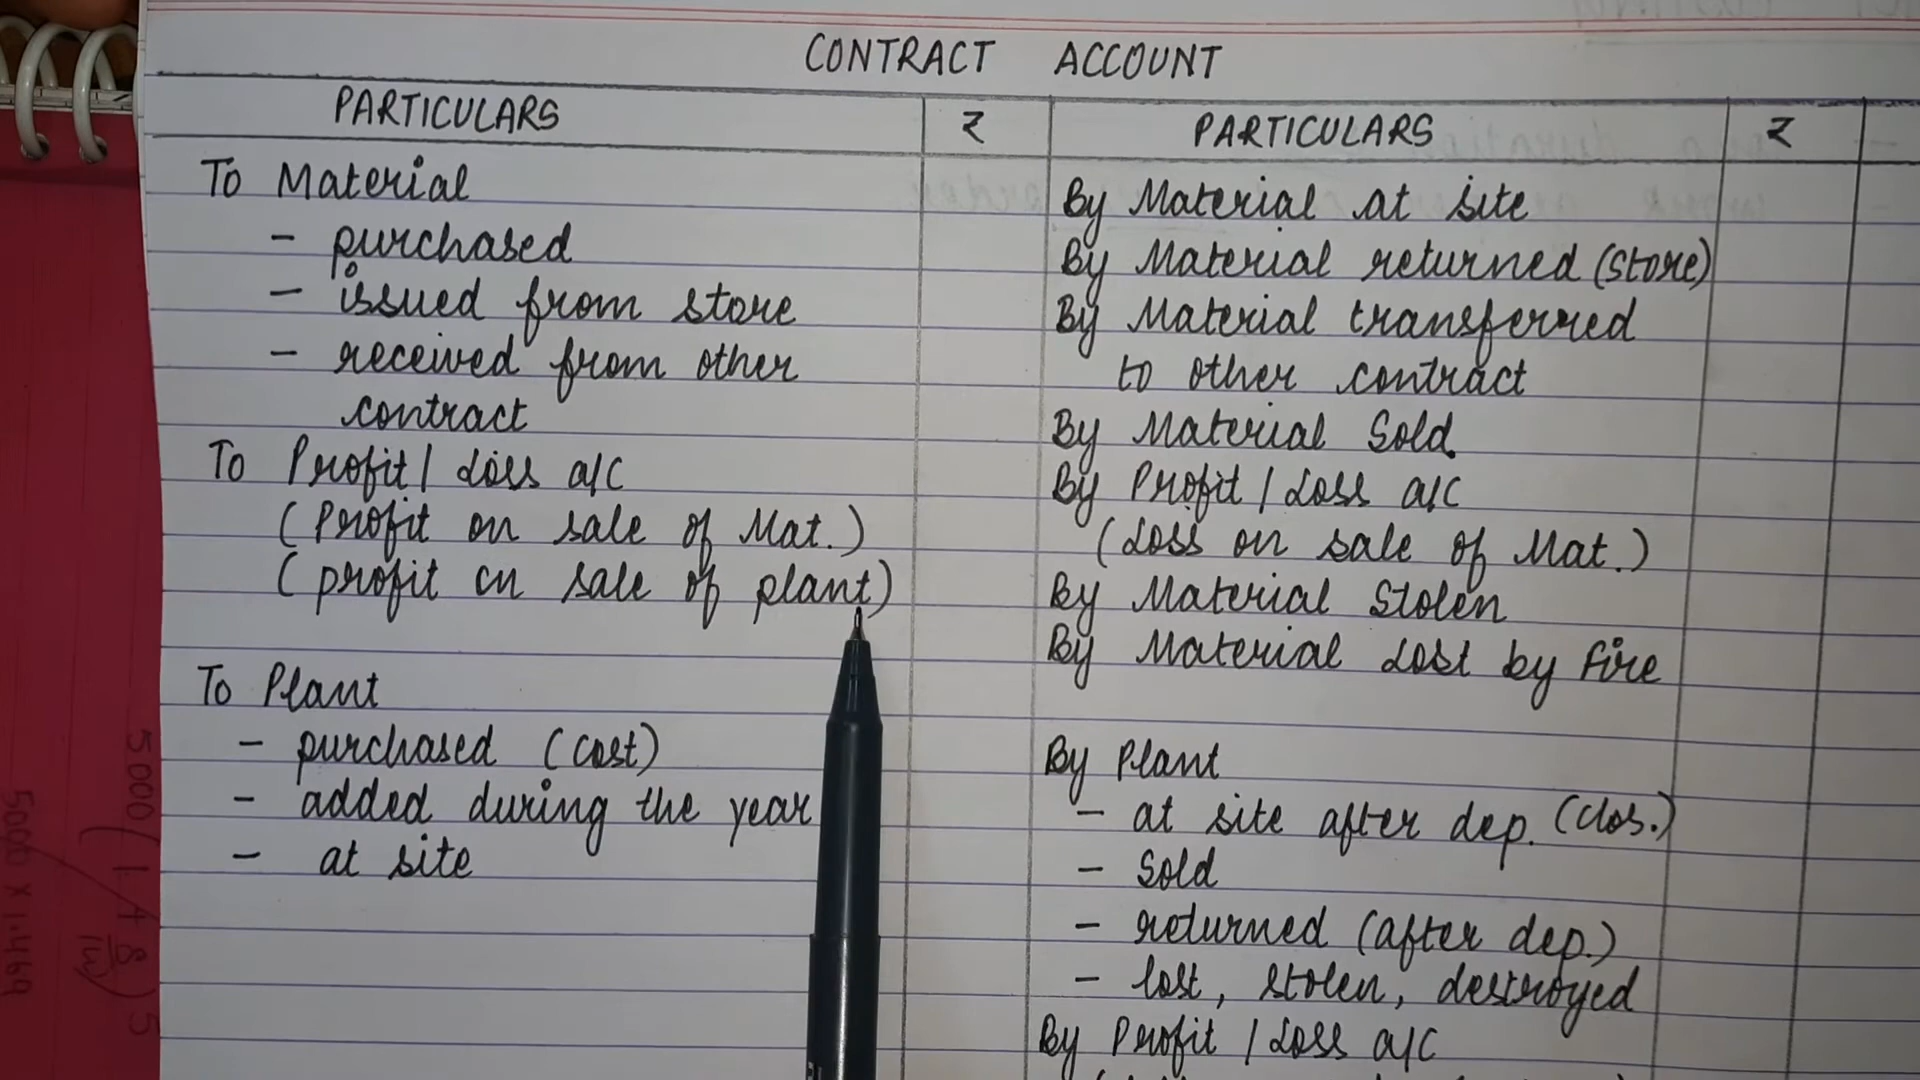 CONTRACT ACCOUNT
PARTICULARS ₹ PARTICULARS ₹
To Material
- purchased
- issued from store
- received from other
contract
To Profit / Loss a/c
(Profit on sale of Mat.)
(profit on sale of plant)
To Plant
- purchased (cost)
- added during the year
- at site
By Material at site
By Material returned (store)
By Material transferred
to other contract
By Material Sold
By Profit / Loss a/c
(Loss on sale of Mat.)
By Material Stolen
By Material Lost by fire
By Plant
- at site after dep. (Clos.)
- Sold
- returned (after dep.)
- lost, stolen, destroyed
By Profit / Loss a/c